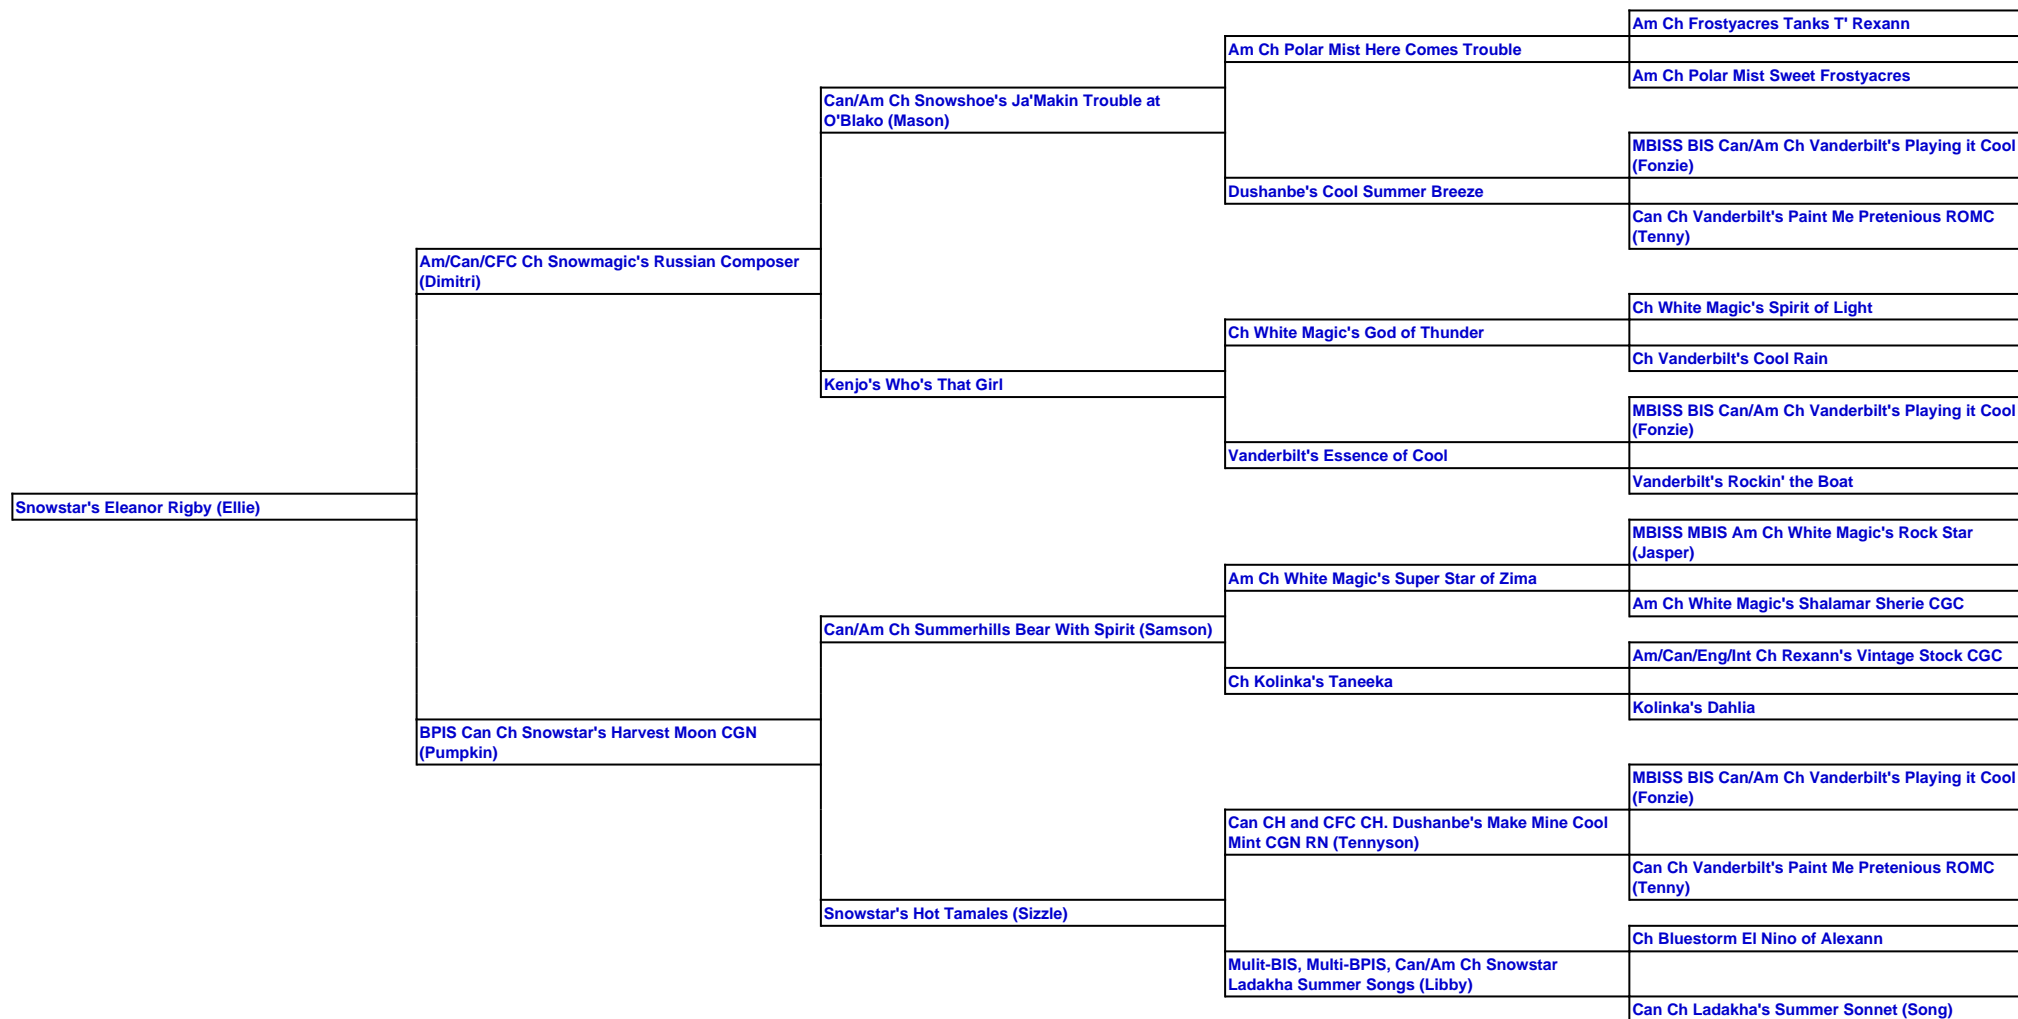 Am Ch Frostyacres Tanks T' Rexann
Am Ch Polar Mist Here Comes Trouble
Am Ch Polar Mist Sweet Frostyacres
Can/Am Ch Snowshoe's Ja'Makin Trouble at
O'Blako (Mason)
MBISS BIS Can/Am Ch Vanderbilt's Playing it Cool
(Fonzie)
Dushanbe's Cool Summer Breeze
Can Ch Vanderbilt's Paint Me Pretenious ROMC
(Tenny)
Am/Can/CFC Ch Snowmagic's Russian Composer
(Dimitri)
Ch White Magic's Spirit of Light
Ch White Magic's God of Thunder
Ch Vanderbilt's Cool Rain
Kenjo's Who's That Girl
MBISS BIS Can/Am Ch Vanderbilt's Playing it Cool
(Fonzie)
Vanderbilt's Essence of Cool
Vanderbilt's Rockin' the Boat
Snowstar's Eleanor Rigby (Ellie)
MBISS MBIS Am Ch White Magic's Rock Star
(Jasper)
Am Ch White Magic's Super Star of Zima
Am Ch White Magic's Shalamar Sherie CGC
Can/Am Ch Summerhills Bear With Spirit (Samson)
Am/Can/Eng/Int Ch Rexann's Vintage Stock CGC
Ch Kolinka's Taneeka
Kolinka's Dahlia
BPIS Can Ch Snowstar's Harvest Moon CGN
(Pumpkin)
MBISS BIS Can/Am Ch Vanderbilt's Playing it Cool
(Fonzie)
Can CH and CFC CH. Dushanbe's Make Mine Cool
Mint CGN RN (Tennyson)
Can Ch Vanderbilt's Paint Me Pretenious ROMC
(Tenny)
Snowstar's Hot Tamales (Sizzle)
Ch Bluestorm El Nino of Alexann
Mulit-BIS, Multi-BPIS, Can/Am Ch Snowstar
Ladakha Summer Songs (Libby)
Can Ch Ladakha's Summer Sonnet (Song)